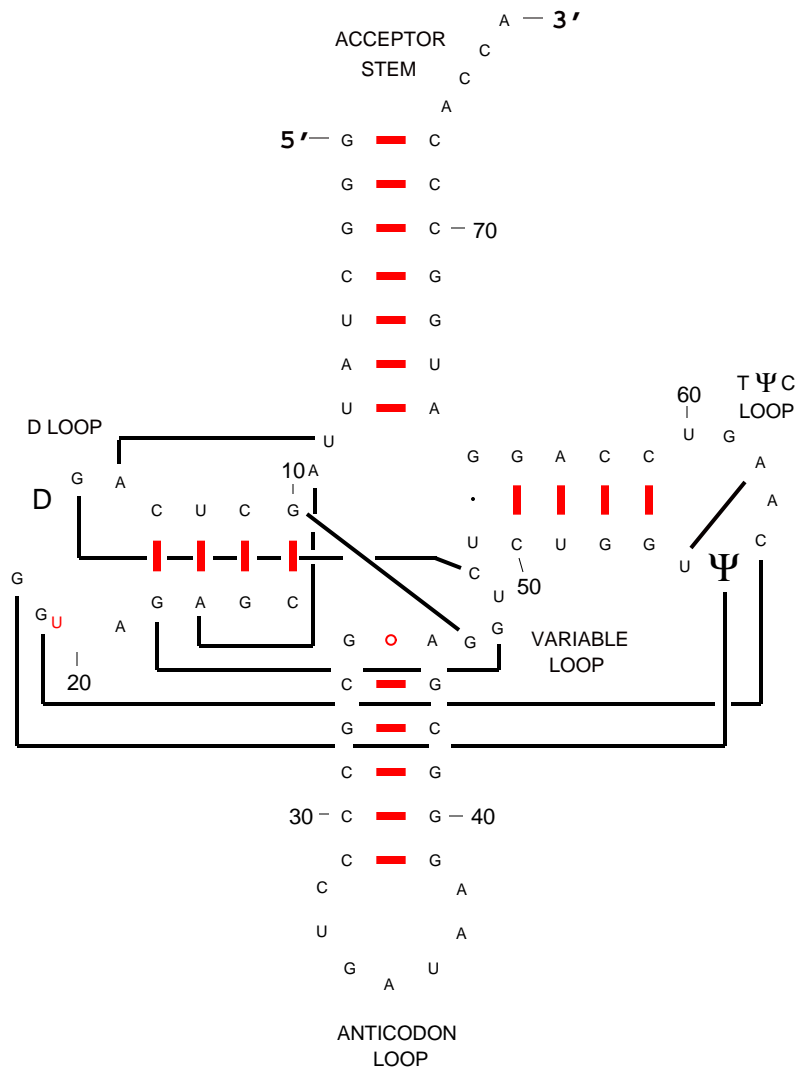 A — 3’
ACCEPTOR
STEM
C
C
A
5’ — G C
G C
G C — 70
C G
U G
A U
U A
T Ψ C
LOOP
60
D LOOP
U
U G
G A
A
10
G G A C C
A
A
D
C U C G
·
U C U G G U
Ψ
C
C
50
G
U
G A G C
G U
A
G A G G
VARIABLE
LOOP
20
C G
G C
C G
30 — C G — 40
C G
C A
U A
G U
A
ANTICODON
LOOP